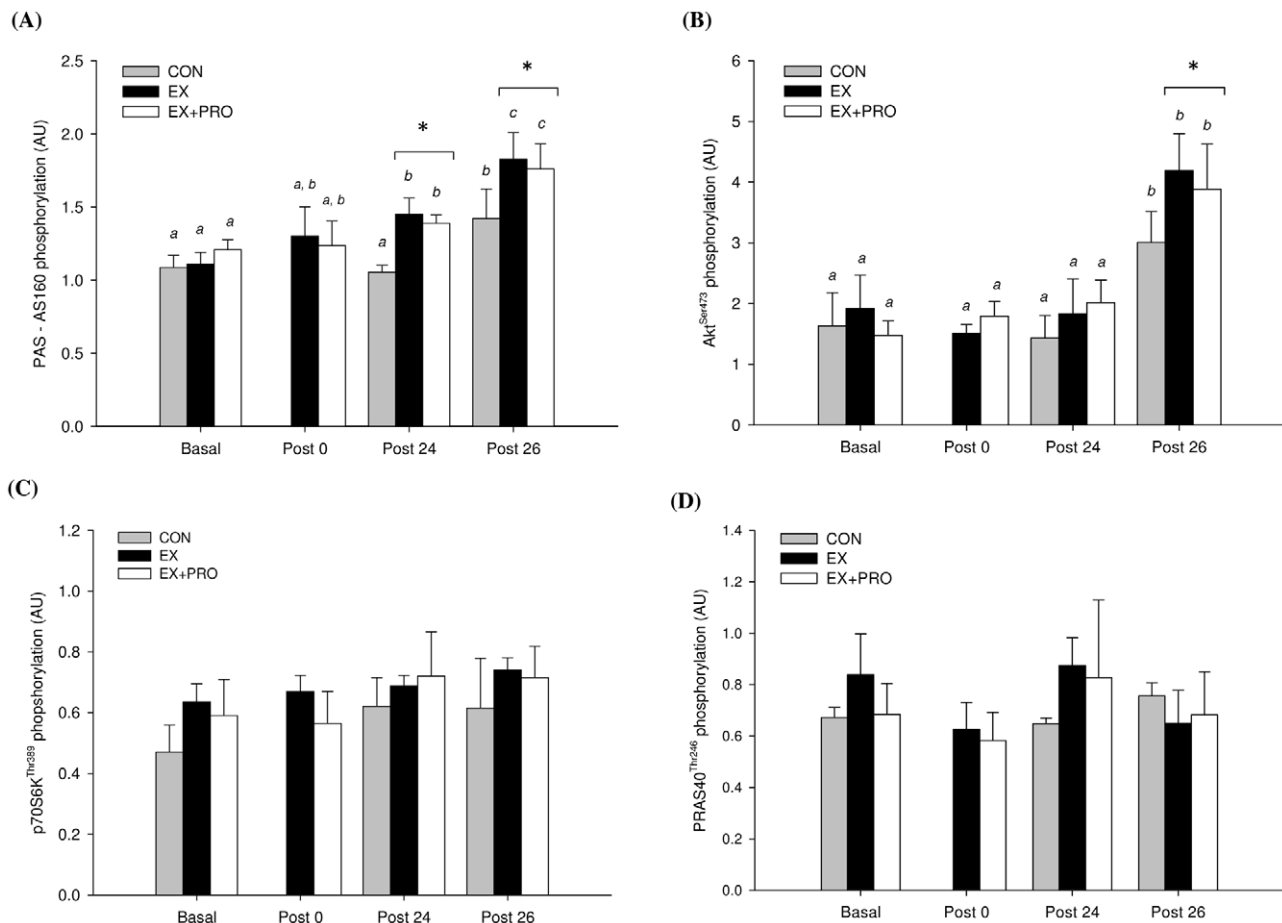 (A)
PAS - AS160 phosphorylation (AU)
2.5
2.0
1.5
1.0
0.5
0.0
CON
EX
EX+PRO
*
*
a
a
a
a, b
a, b
a
b
b
b
c
c
Basal
Post 0
Post 24
Post 26
(B)
Akt^Ser473 phosphorylation (AU)
6
5
4
3
2
1
0
CON
EX
EX+PRO
*
a
a
a
a
a
a
a
a
b
b
b
Basal
Post 0
Post 24
Post 26
(C)
p70S6K^Thr389 phopshorylation (AU)
1.2
1.0
0.8
0.6
0.4
0.2
0.0
CON
EX
EX+PRO
Basal
Post 0
Post 24
Post 26
(D)
PRAS40^Thr246 phosphorylation (AU)
1.4
1.2
1.0
0.8
0.6
0.4
0.2
0.0
CON
EX
EX+PRO
Basal
Post 0
Post 24
Post 26